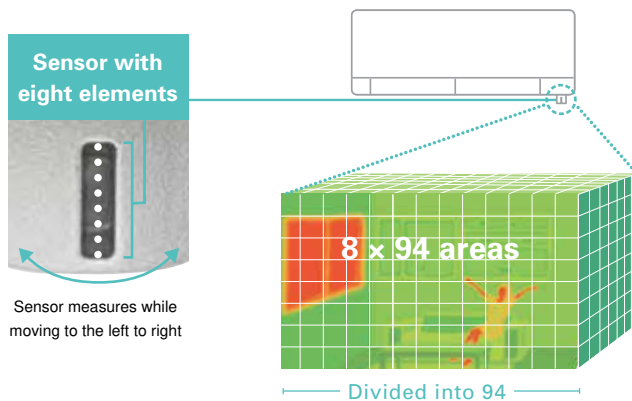 Sensor with
eight elements
8 × 94 areas
Sensor measures while
moving to the left to right
Divided into 94